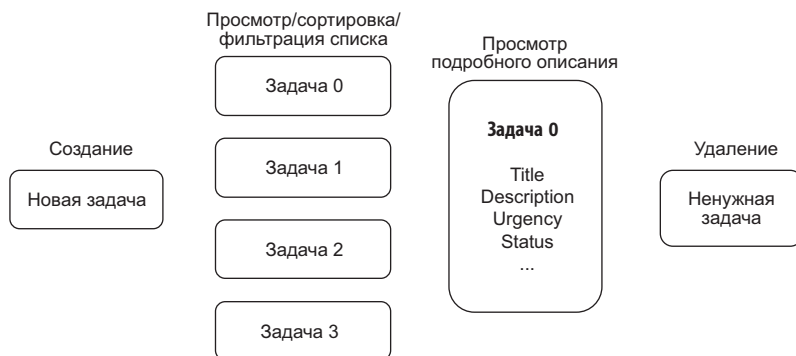 Создание
Новая задача
Просмотр/сортировка/
фильтрация списка
Задача 0
Задача 1
Задача 2
Задача 3
Просмотр
подробного описания
Задача 0
Title
Description
Urgency
Status
...
Удаление
Ненужная
задача